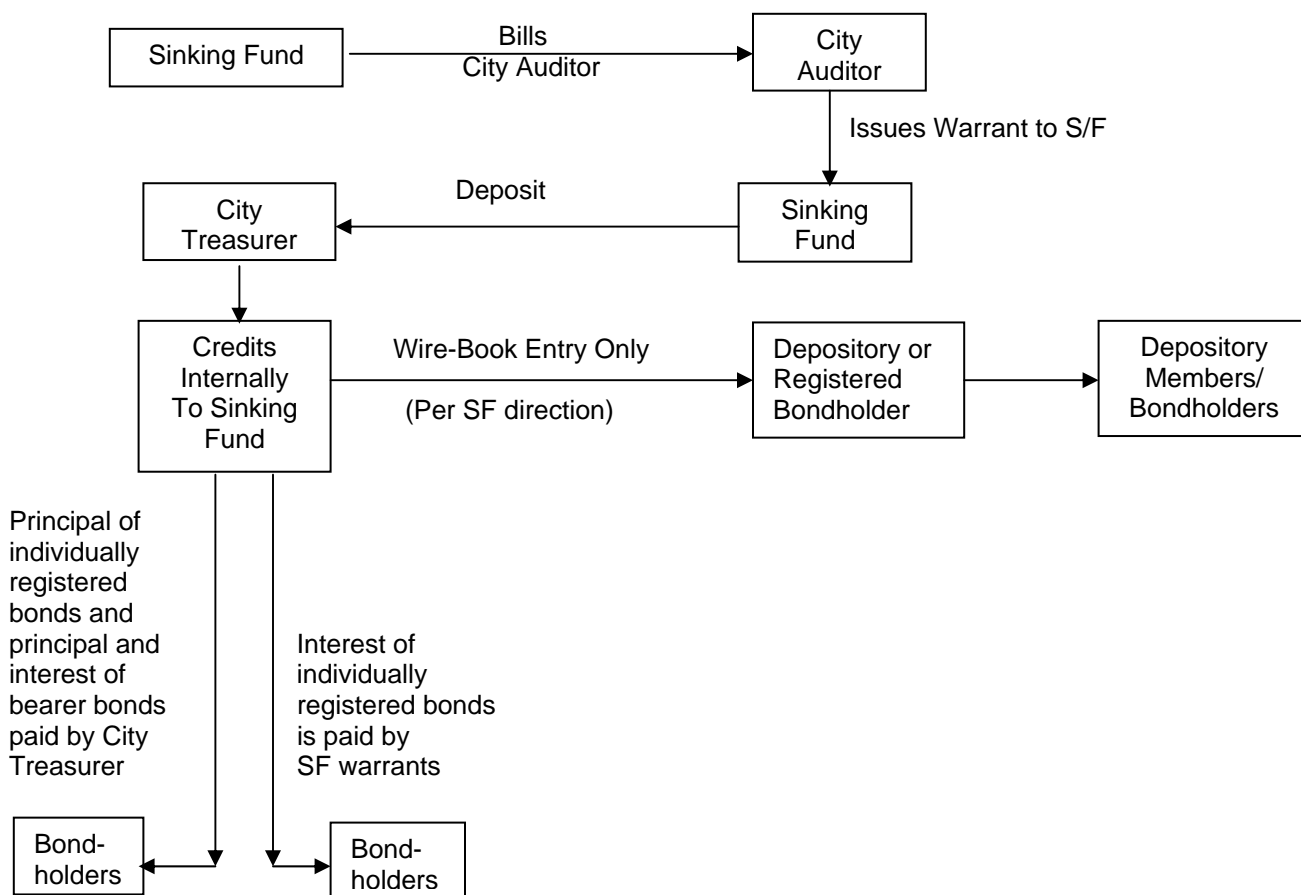 Sinking Fund
Bills
City Auditor
City
Auditor
Issues Warrant to S/F
Sinking
Fund
Deposit
City
Treasurer
Credits
Internally
To Sinking
Fund
Wire-Book Entry Only
(Per SF direction)
Depository or
Registered
Bondholder
Depository
Members/
Bondholders
Principal of
individually
registered
bonds and
principal and
interest of
bearer bonds
paid by City
Treasurer
Interest of
individually
registered bonds
is paid by
SF warrants
Bond-
holders
Bond-
holders